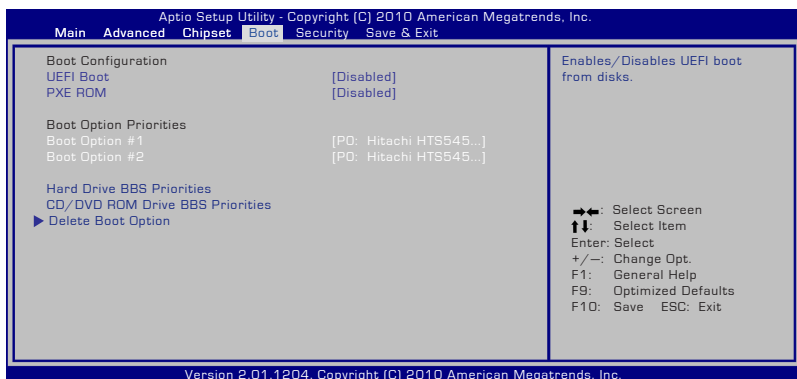 Aptio Setup Utility - Copyright (C) 2010 American Megatrends, Inc.
Main Advanced Chipset Boot Security Save & Exit
Boot Configuration
UEFI Boot [Disabled]
PXE ROM [Disabled]
Boot Option Priorities
Boot Option #1 [P0: Hitachi HTS545...]
Boot Option #2 [P0: Hitachi HTS545...]
Hard Drive BBS Priorities
CD/DVD ROM Drive BBS Priorities
Delete Boot Option
Enables/Disables UEFI boot
from disks.
→←: Select Screen
↑↓: Select Item
Enter: Select
+/—: Change Opt.
F1: General Help
F9: Optimized Defaults
F10: Save ESC: Exit
Version 2.01.1204. Copyright (C) 2010 American Megatrends, Inc.